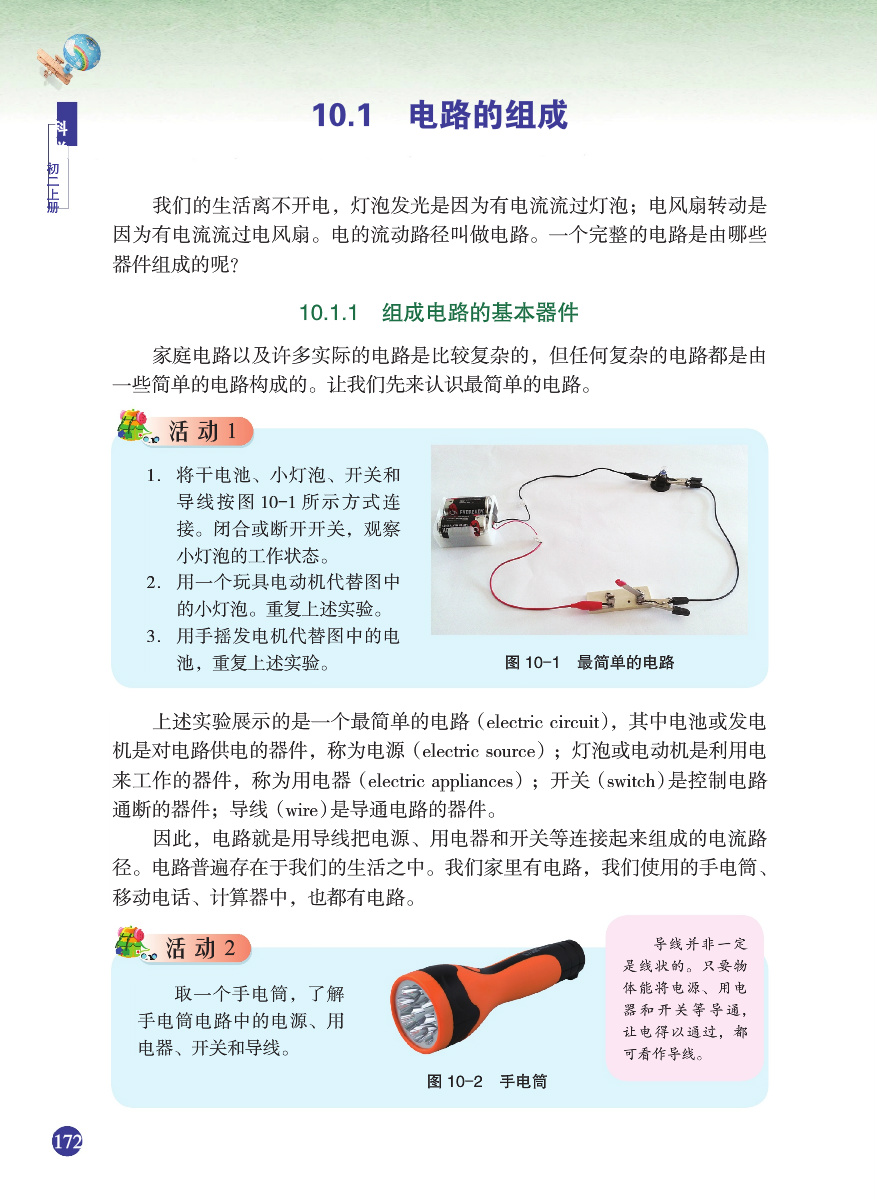 科
初二上册
10.1 电路的组成
我们的生活离不开电，灯泡发光是因为有电流流过灯泡；电风扇转动是
因为有电流流过电风扇。电的流动路径叫做电路。一个完整的电路是由哪些
器件组成的呢？
10.1.1 组成电路的基本器件
家庭电路以及许多实际的电路是比较复杂的，但任何复杂的电路都是由
一些简单的电路构成的。让我们先来认识最简单的电路。
活动 1
1. 将干电池、小灯泡、开关和
导线按图 10-1 所示方式连
接。闭合或断开开关，观察
小灯泡的工作状态。
2. 用一个玩具电动机代替图中
的小灯泡。重复上述实验。
3. 用手摇发电机代替图中的电
池，重复上述实验。
EVEREADY
图 10-1 最简单的电路
上述实验展示的是一个最简单的电路（electric circuit），其中电池或发电
机是对电路供电的器件，称为电源（electric source）；灯泡或电动机是利用电
来工作的器件，称为用电器（electric appliances）；开关（switch）是控制电路
通断的器件；导线（wire）是导通电路的器件。
因此，电路就是用导线把电源、用电器和开关等连接起来组成的电流路
径。电路普遍存在于我们的生活之中。我们家里有电路，我们使用的手电筒、
移动电话、计算器中，也都有电路。
活动 2
取一个手电筒，了解
手电筒电路中的电源、用
电器、开关和导线。
图 10-2 手电筒
导线并非一定
是线状的。只要物
体能将电源、用电
器和开关等导通，
让电得以通过，都
可看作导线。
172